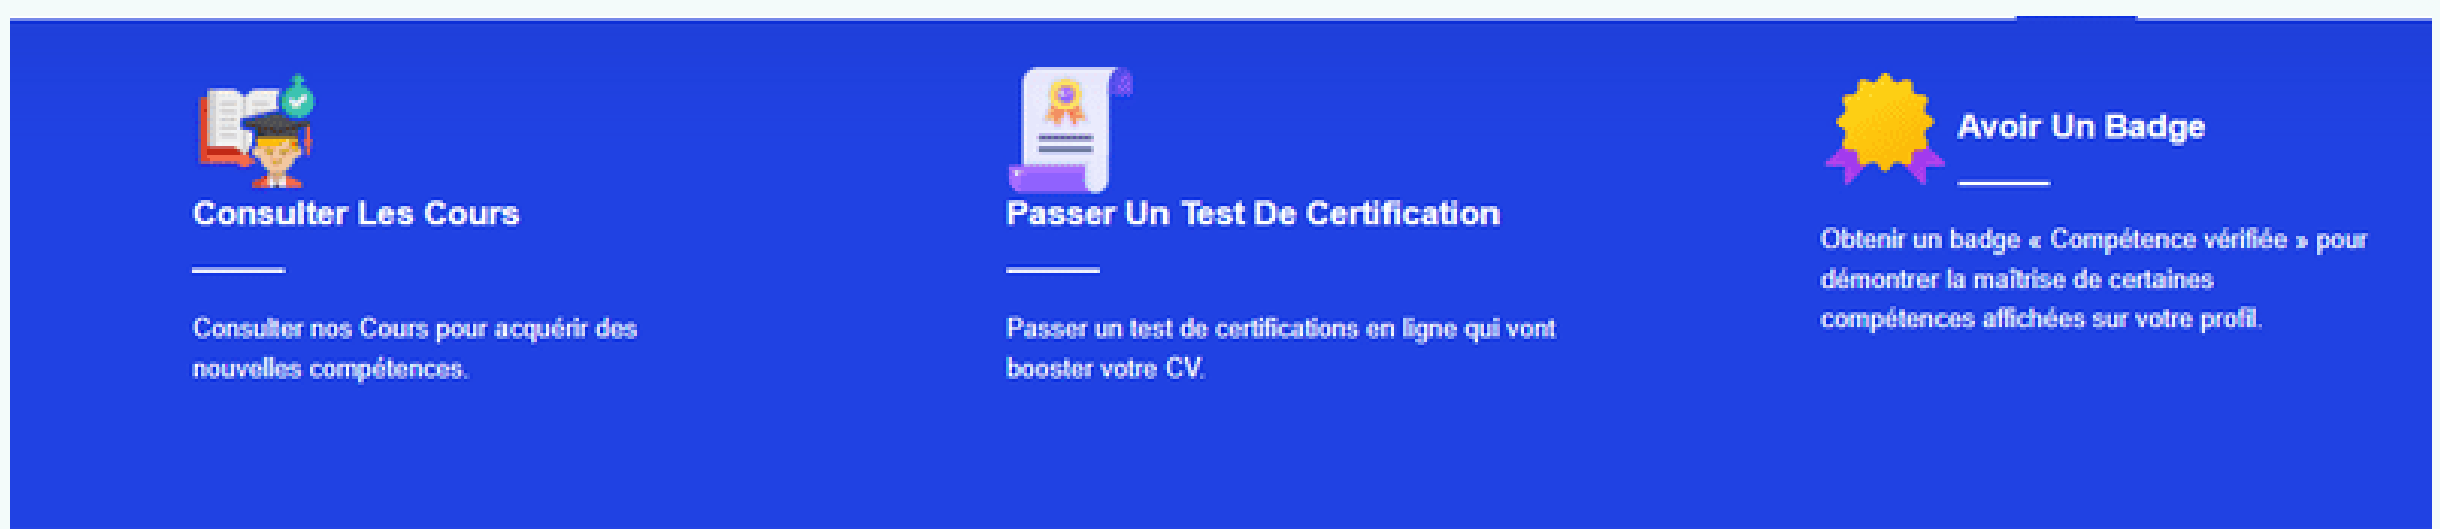 Consulter Les Cours
Consulter nos Cours pour acquérir des
nouvelles compétences.
Passer Un Test De Certification
Passer un test de certifications en ligne qui vont
booster votre CV.
Avoir Un Badge
Obtenir un badge « Compétence vérifiée » pour
démontrer la maîtrise de certaines
compétences affichées sur votre profil.